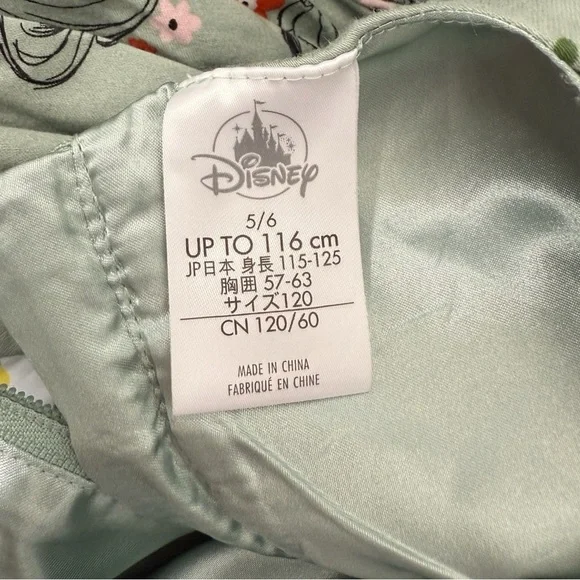 Disney
5/6
UP TO 116 cm
JP日本 身長 115-125
胸囲 57-63
サイズ120
CN 120/60
MADE IN CHINA
FABRIQUÉ EN CHINE